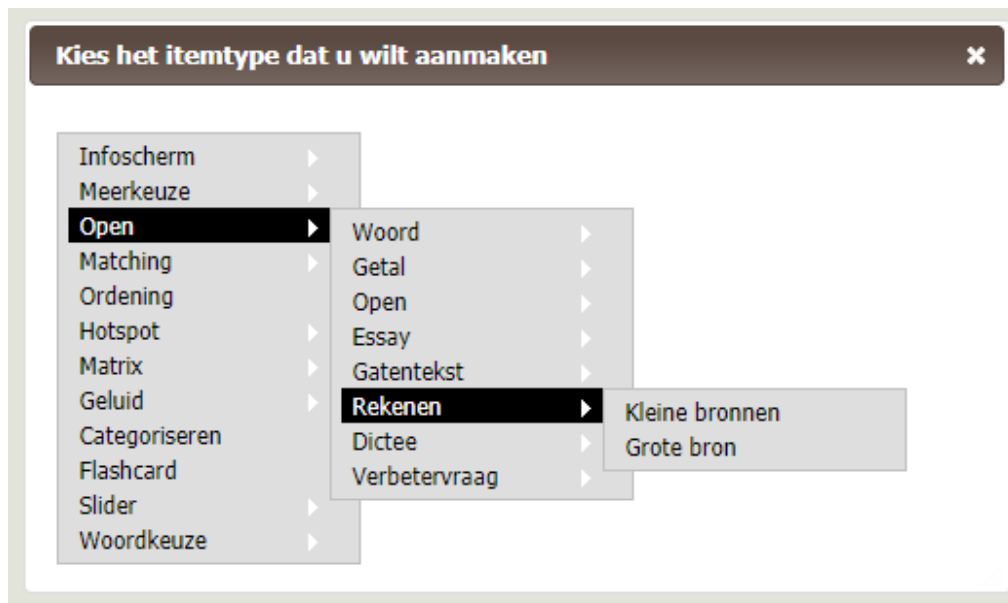 Kies het itemtype dat u wilt aanmaken
Infoscherm
Meerkeuze
Open
Matching
Ordening
Hotspot
Matrix
Geluid
Categoriseren
Flashcard
Slider
Woordkeuze
Woord
Getal
Open
Essay
Gatentekst
Rekenen
Dictee
Verbetervraag
Kleine bronnen
Grote bron